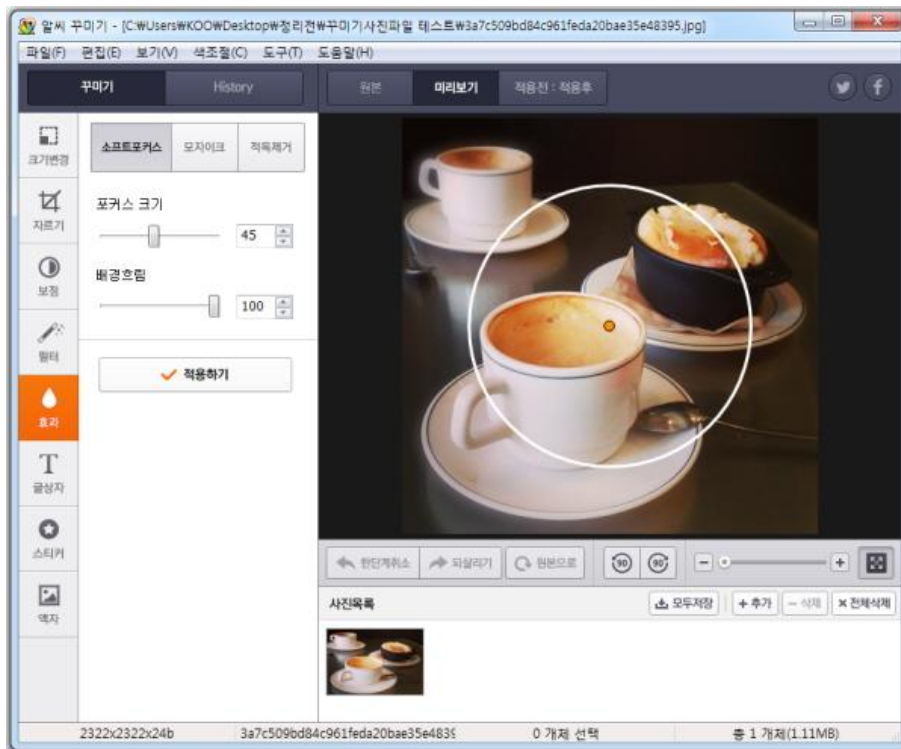 알씨 꾸미기 - [C:₩Users₩KOO₩Desktop₩정리전₩꾸미기사진파일 테스트₩3a7c509bd84c961feda20bae35e48395.jpg]
파일(F) 편집(E) 보기(V) 색조절(C) 도구(T) 도움말(H)
꾸미기 History 원본 미리보기 적용전 : 적용후
크기변경 소프트포커스 모자이크 적목제거
자르기 포커스 크기
45
보정 배경흐림
100
필터
적용하기
효과
글상자
스티커 한단계취소 되살리기 원본으로 90 90
액자 사진목록 모두저장 추가 삭제 전체삭제
2322x2322x24b 3a7c509bd84c961feda20bae35e4839 0 개체 선택 총 1 개체(1.11MB)